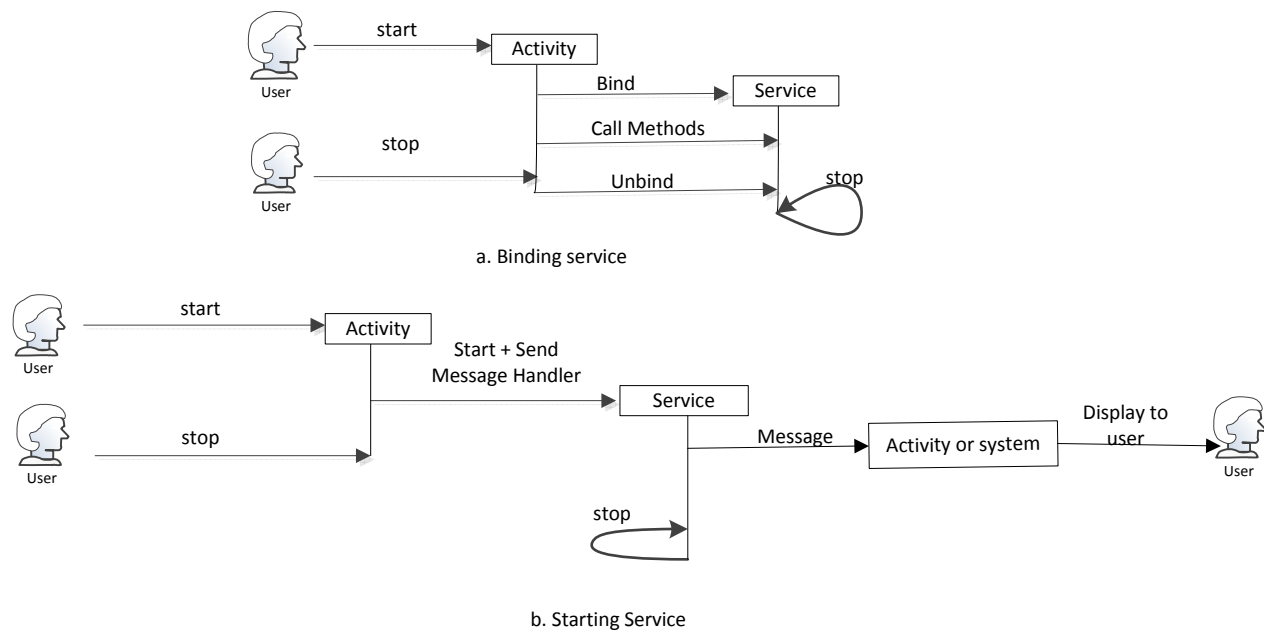 start
Activity
User
Bind
Service
Call Methods
stop
User
Unbind
stop
a. Binding service
start
Activity
User
Start + Send
Message Handler
Service
stop
User
Message
Activity or system
Display to
user
User
stop
b. Starting Service